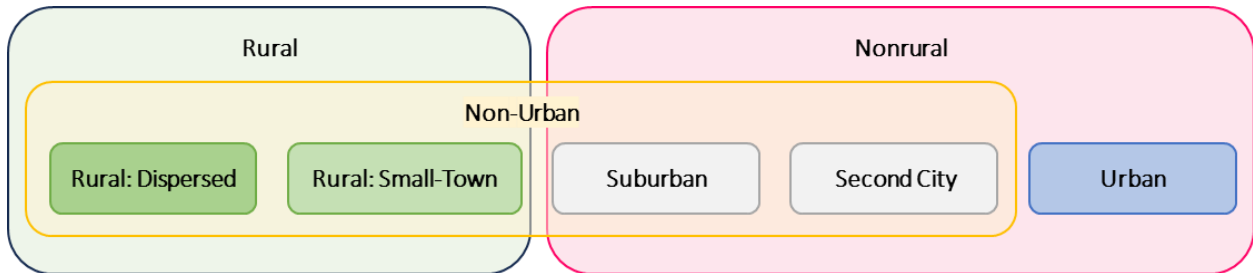 Rural
Nonrural
Non-Urban
Rural: Dispersed
Rural: Small-Town
Suburban
Second City
Urban